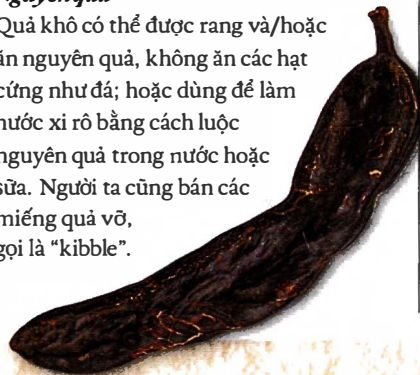 Quả khô có thể được rang và/hoặc
ăn nguyên quả, không ăn các hạt
cứng như đá; hoặc dùng để làm
nước xi rô bằng cách luộc
nguyên quả trong nước hoặc
sữa. Người ta cũng bán các
miếng quả vỡ,
gọi là “kibble”.